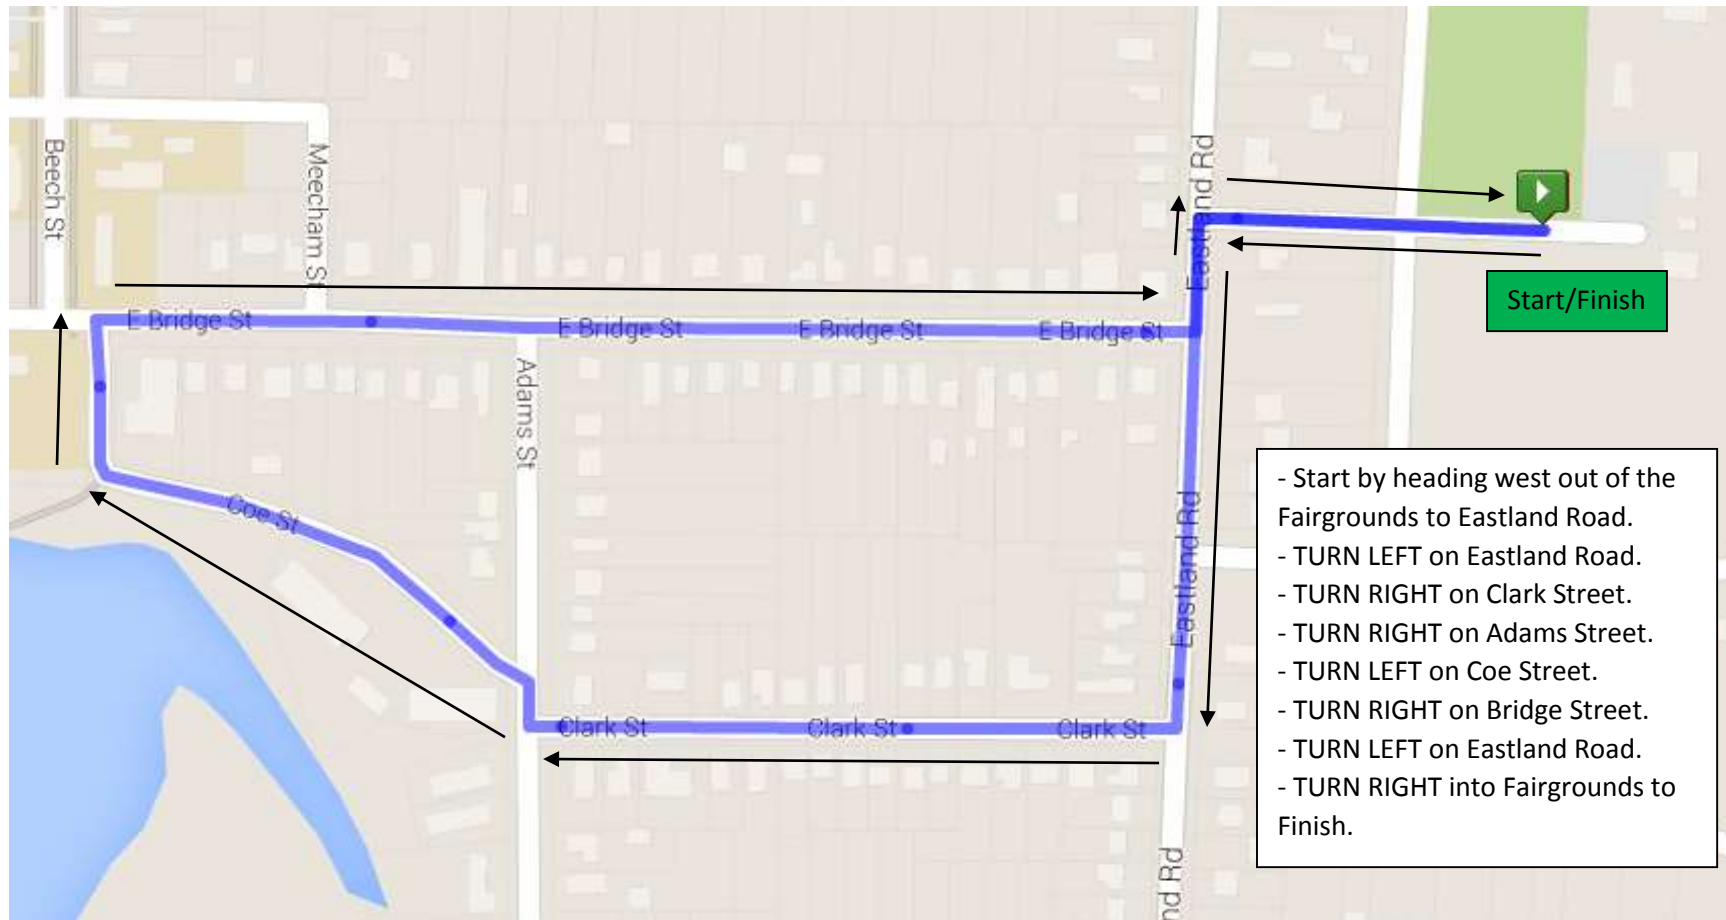 Beech St
Meecham St
Eastland Rd
Start/Finish
E Bridge St
E Bridge St
E Bridge St
E Bridge St
Adams St
Coe St
Eastland Rd
Clark St
Clark St
Clark St
nd Rd
- Start by heading west out of the
Fairgrounds to Eastland Road.
- TURN LEFT on Eastland Road.
- TURN RIGHT on Clark Street.
- TURN RIGHT on Adams Street.
- TURN LEFT on Coe Street.
- TURN RIGHT on Bridge Street.
- TURN LEFT on Eastland Road.
- TURN RIGHT into Fairgrounds to
Finish.